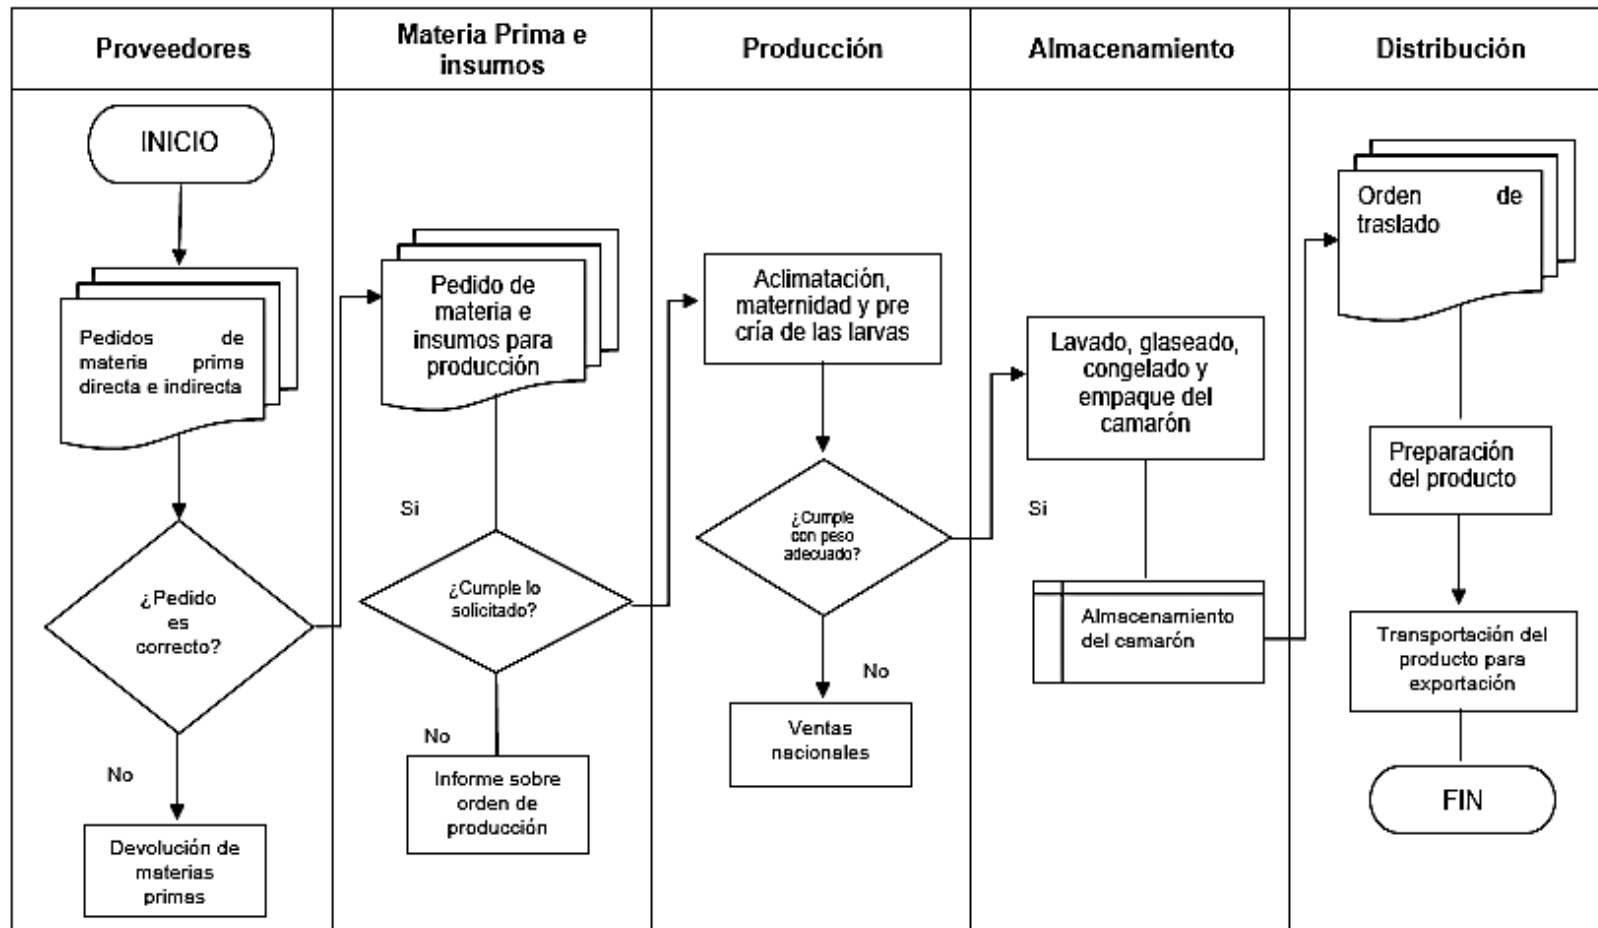 Proveedores
Materia Prima e
insumos
Producción
Almacenamiento
Distribución
INICIO
Pedidos de
materia prima
directa e indirecta
¿Pedido
es
correcto?
No
Devolución de
materias
primas
Pedido de
materia e
insumos para
producción
Si
¿Cumple lo
solicitado?
No
Informe sobre
orden de
producción
Aclimatación,
maternidad y pre
cría de las larvas
¿Cumple
con peso
adecuado?
No
Ventas
nacionales
Lavado, glaseado,
congelado y
empaque del
camarón
Si
Almacenamiento
del camarón
Orden de
traslado
Preparación
del producto
Transportación del
producto para
exportación
FIN